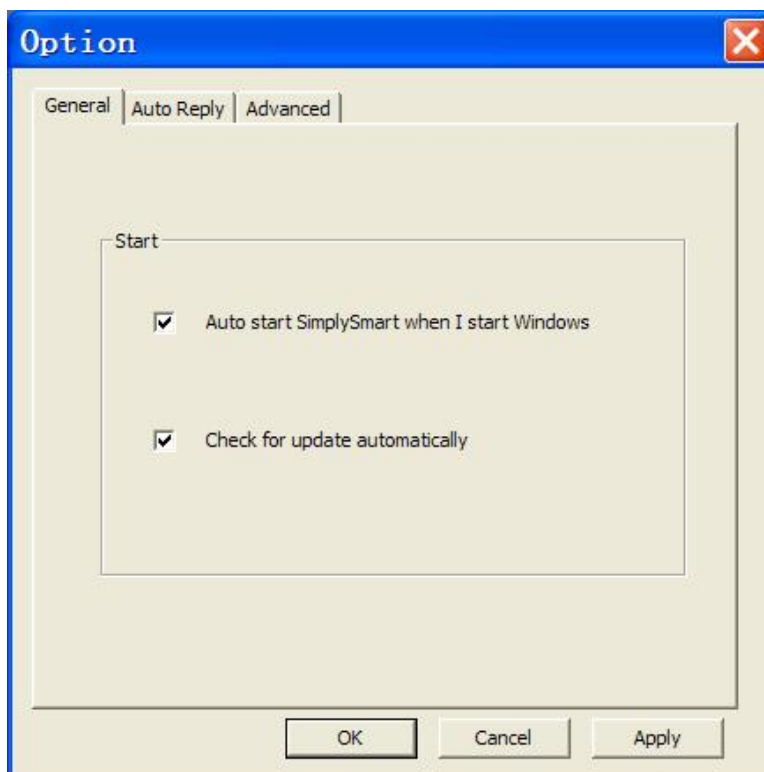 Option
General Auto Reply Advanced
Start
Auto start SimplySmart when I start Windows
Check for update automatically
OK Cancel Apply